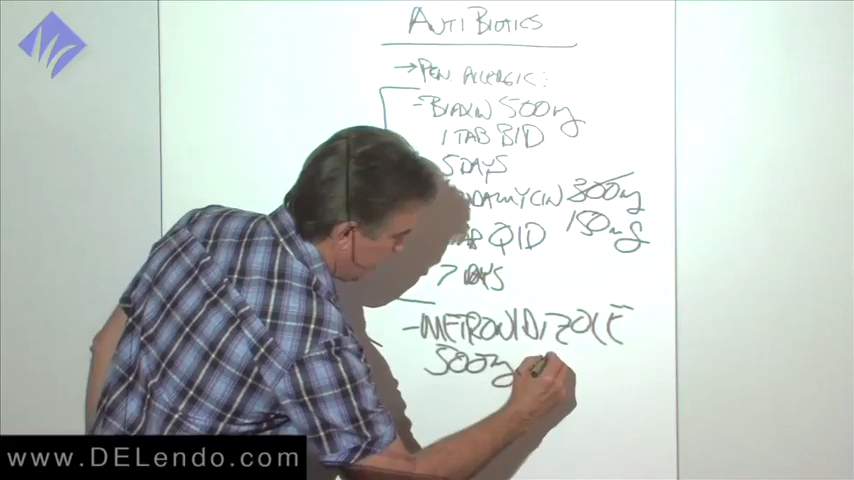 ANTIBIOTICS
→ PEN. ALLERGIC:
- BIAXIN 500mg
1 TAB BID
5 DAYS
300mg
QID 150mg
7 DAYS
- METRONIDIZOLE
500mg
www.DELendo.com